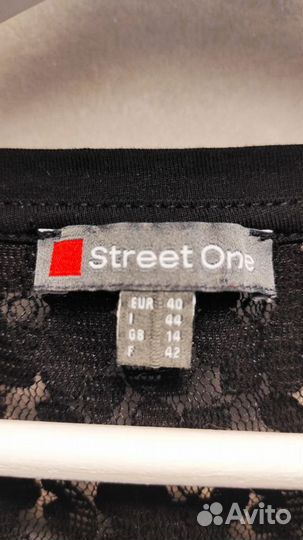 Street One
EUR 40
I 44
GB 14
F 42
Avito